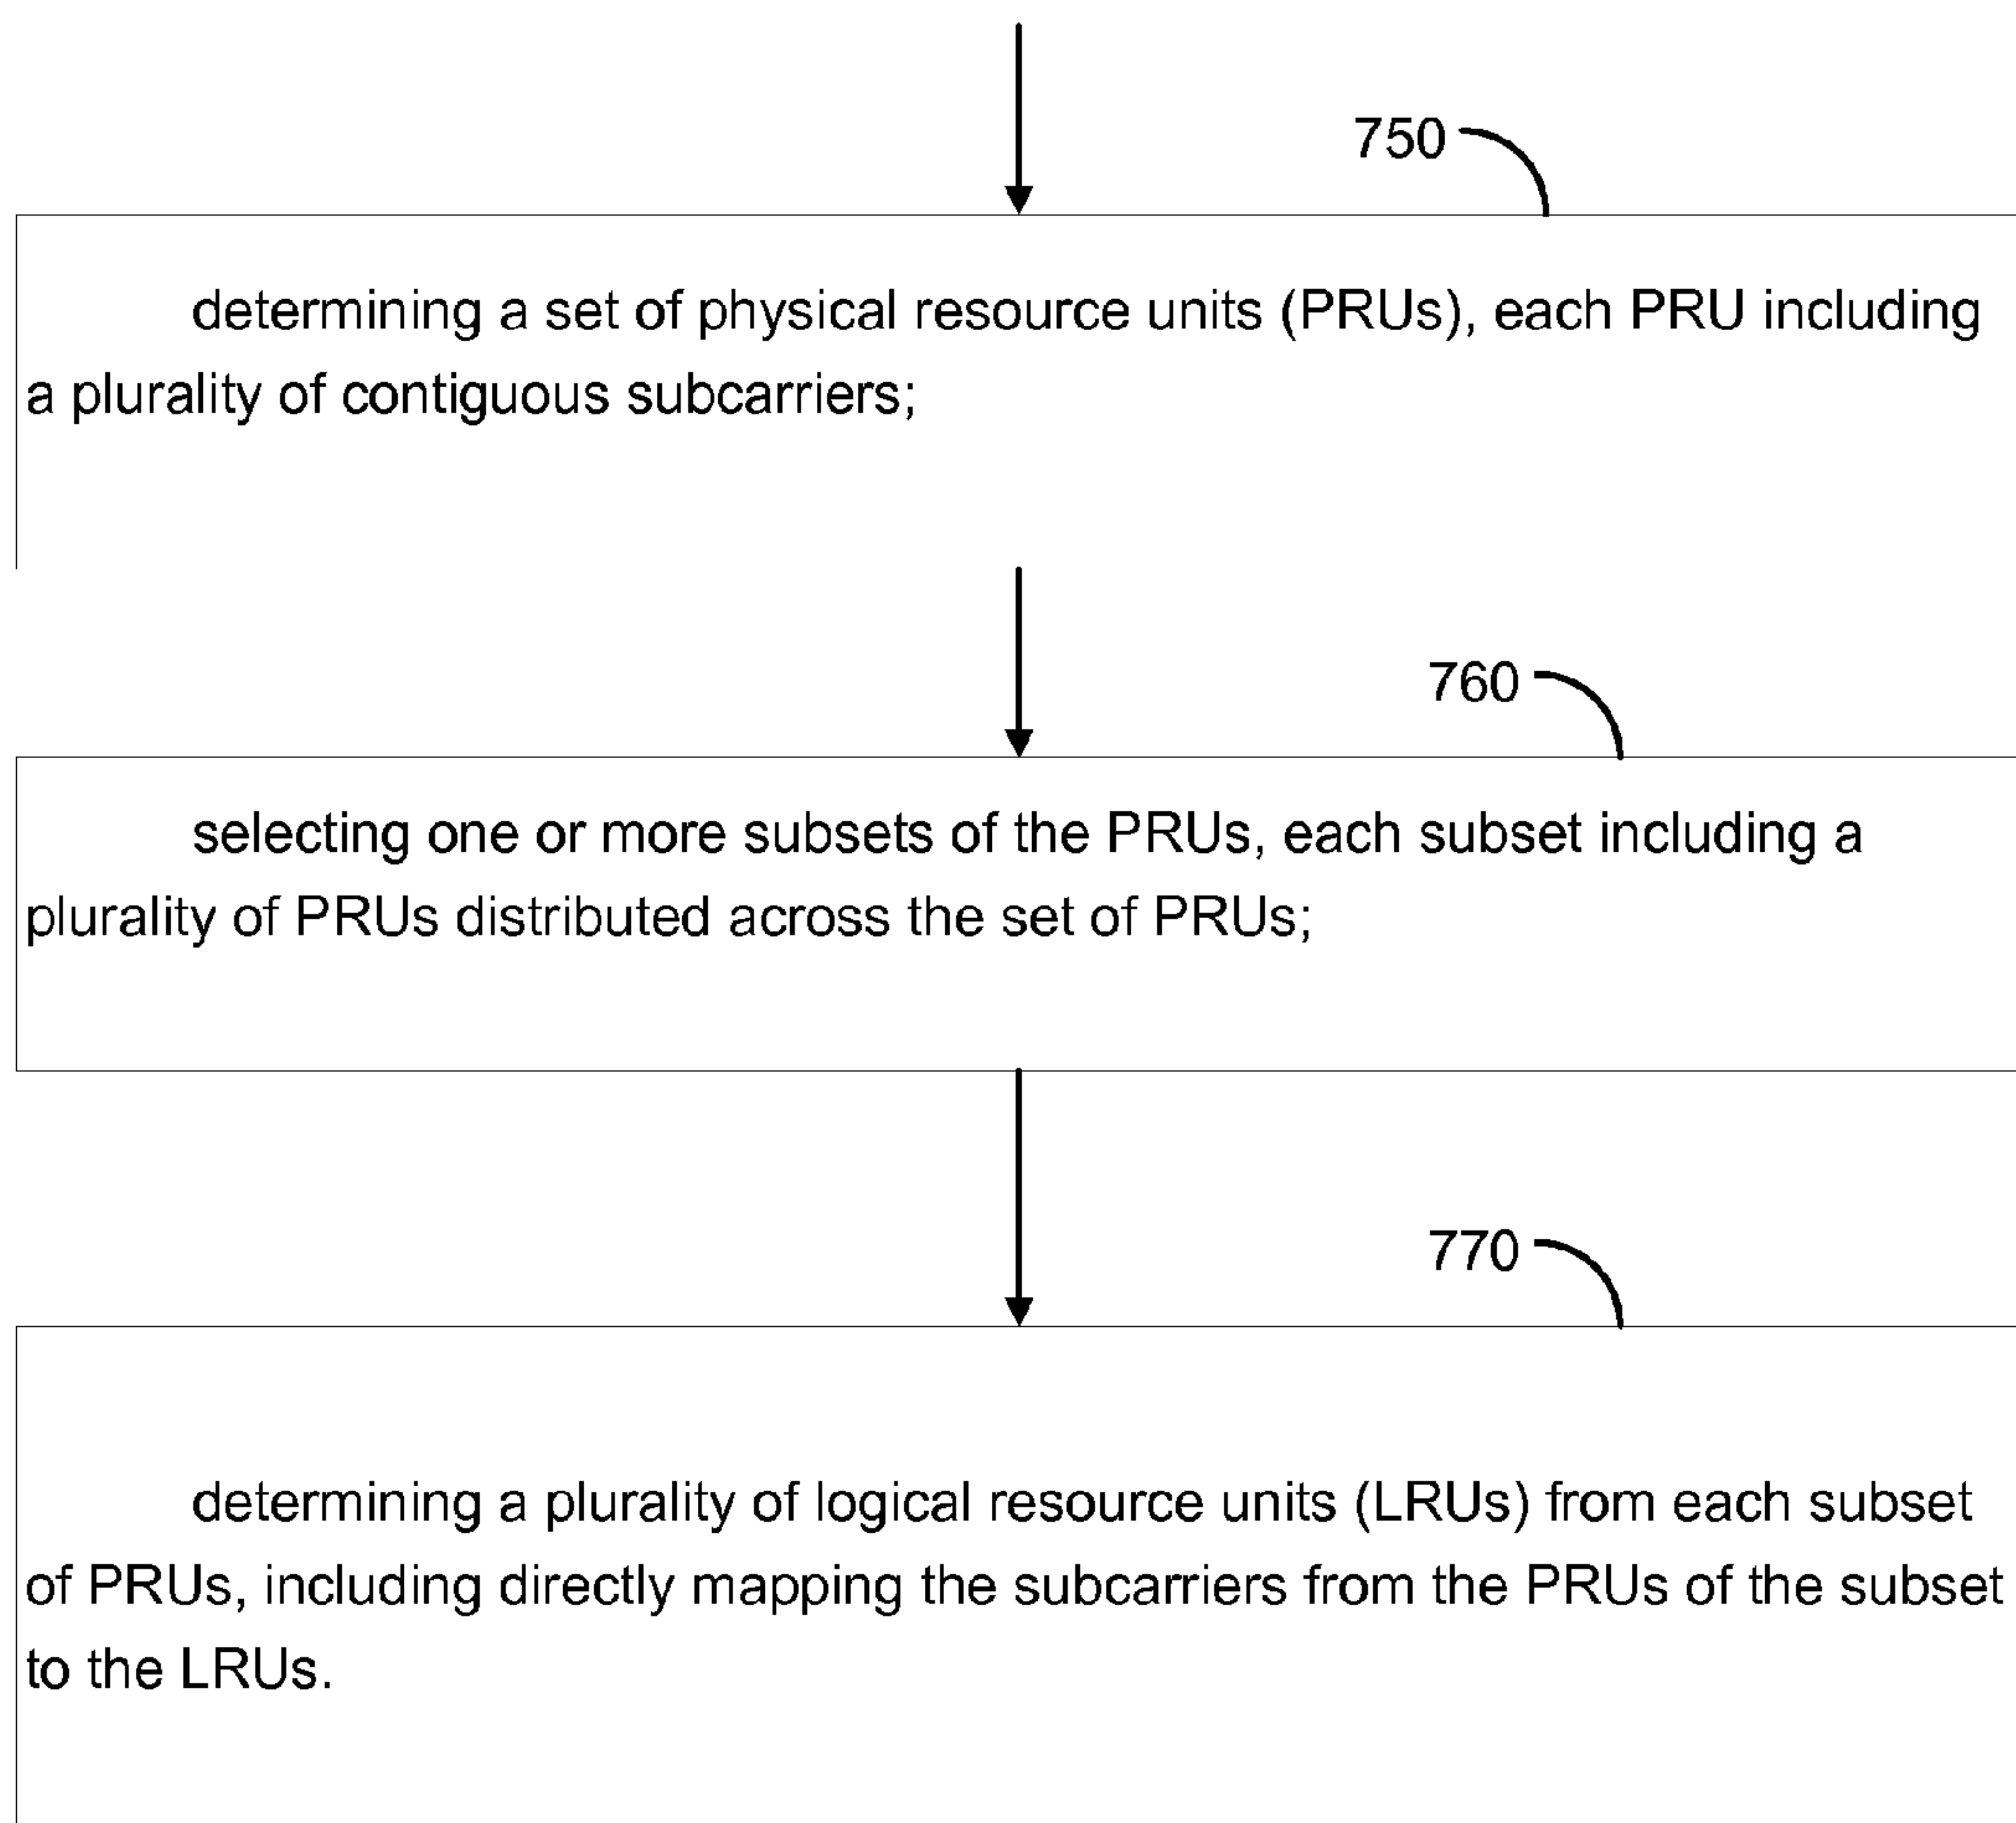 750
determining a set of physical resource units (PRUs), each PRU including
a plurality of contiguous subcarriers;
760
selecting one or more subsets of the PRUs, each subset including a
plurality of PRUs distributed across the set of PRUs;
770
determining a plurality of logical resource units (LRUs) from each subset
of PRUs, including directly mapping the subcarriers from the PRUs of the subset
to the LRUs.